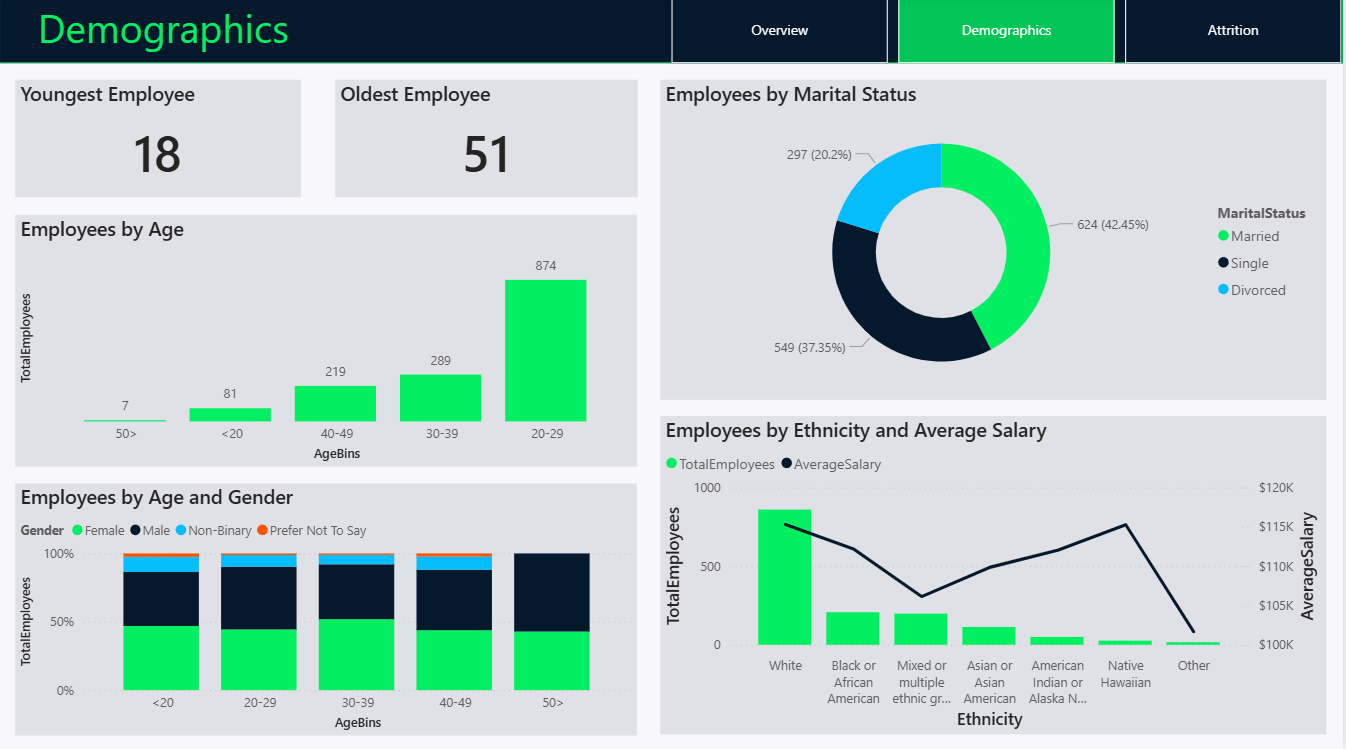 Demographics
Overview
Demographics
Attrition
Youngest Employee
18
Oldest Employee
51
Employees by Age
TotalEmployees
7
81
219
289
874
50>
<20
40-49
30-39
20-29
AgeBins
Employees by Age and Gender
Gender
Female
Male
Non-Binary
Prefer Not To Say
TotalEmployees
100%
50%
0%
<20
20-29
30-39
40-49
50>
AgeBins
Employees by Marital Status
297 (20.2%)
624 (42.45%)
549 (37.35%)
MaritalStatus
Married
Single
Divorced
Employees by Ethnicity and Average Salary
TotalEmployees
AverageSalary
TotalEmployees
1000
500
0
$120K
$115K
$110K
$105K
$100K
AverageSalary
White
Black or
African
American
Mixed or
multiple
ethnic gr...
Asian or
Asian
American
American
Indian or
Alaska N...
Native
Hawaiian
Other
Ethnicity